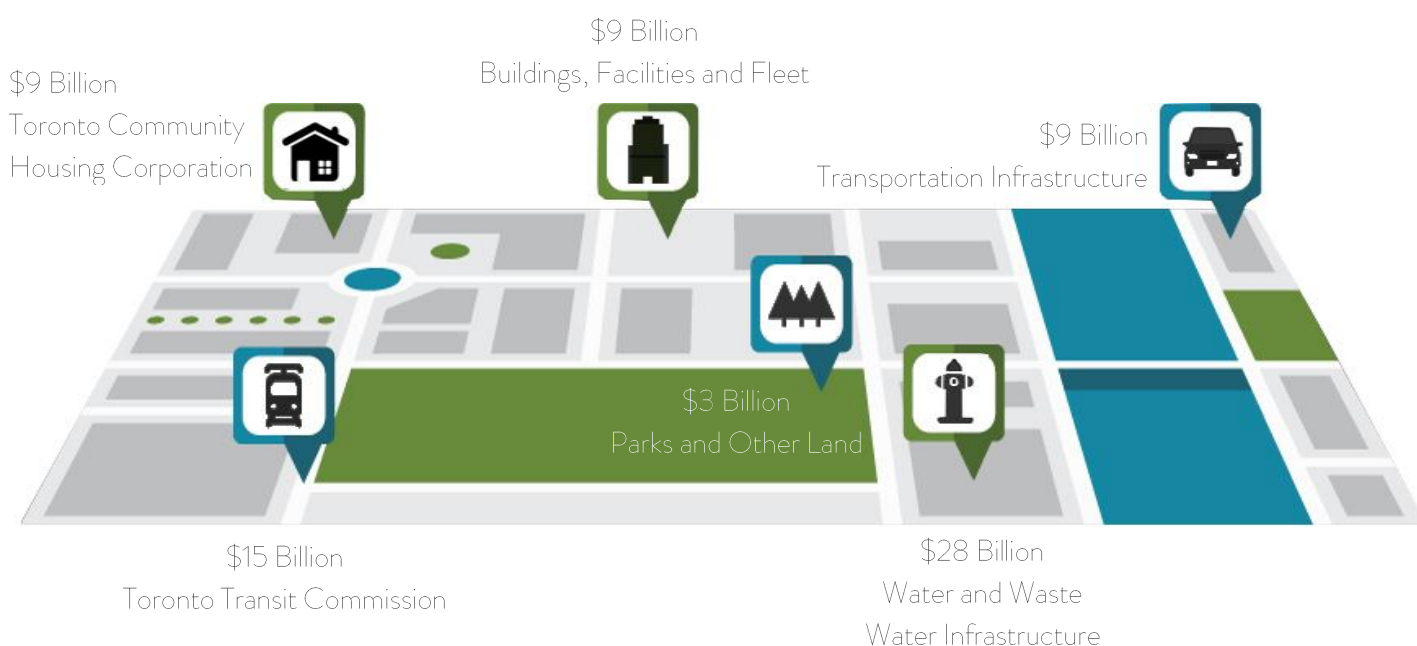 $9 Billion
Buildings, Facilities and Fleet
$9 Billion
Toronto Community
Housing Corporation
$9 Billion
Transportation Infrastructure
$3 Billion
Parks and Other Land
$15 Billion
Toronto Transit Commission
$28 Billion
Water and Waste
Water Infrastructure